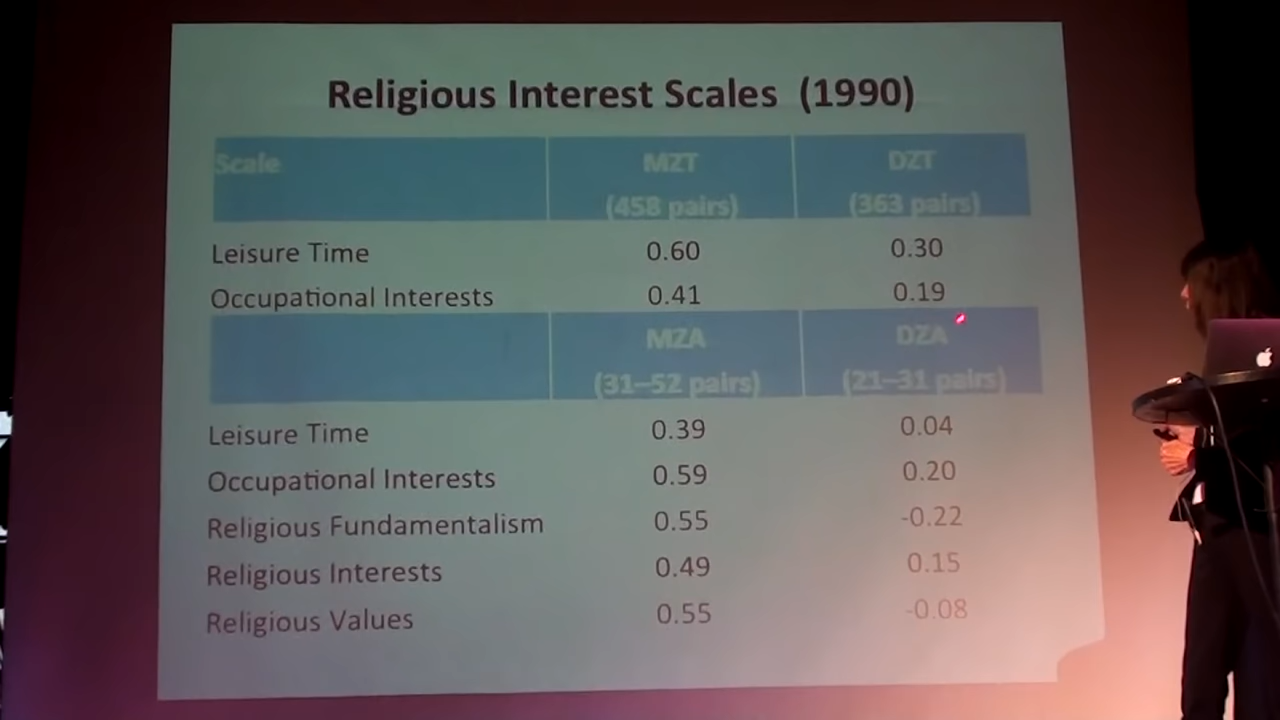 Religious Interest Scales (1990)
Scale MZT DZT
(458 pairs) (363 pairs)
Leisure Time 0.60 0.30
Occupational Interests 0.41 0.19
MZA DZA
(31–52 pairs) (21–31 pairs)
Leisure Time 0.39 0.04
Occupational Interests 0.59 0.20
Religious Fundamentalism 0.55 -0.22
Religious Interests 0.49 0.15
Religious Values 0.55 -0.08